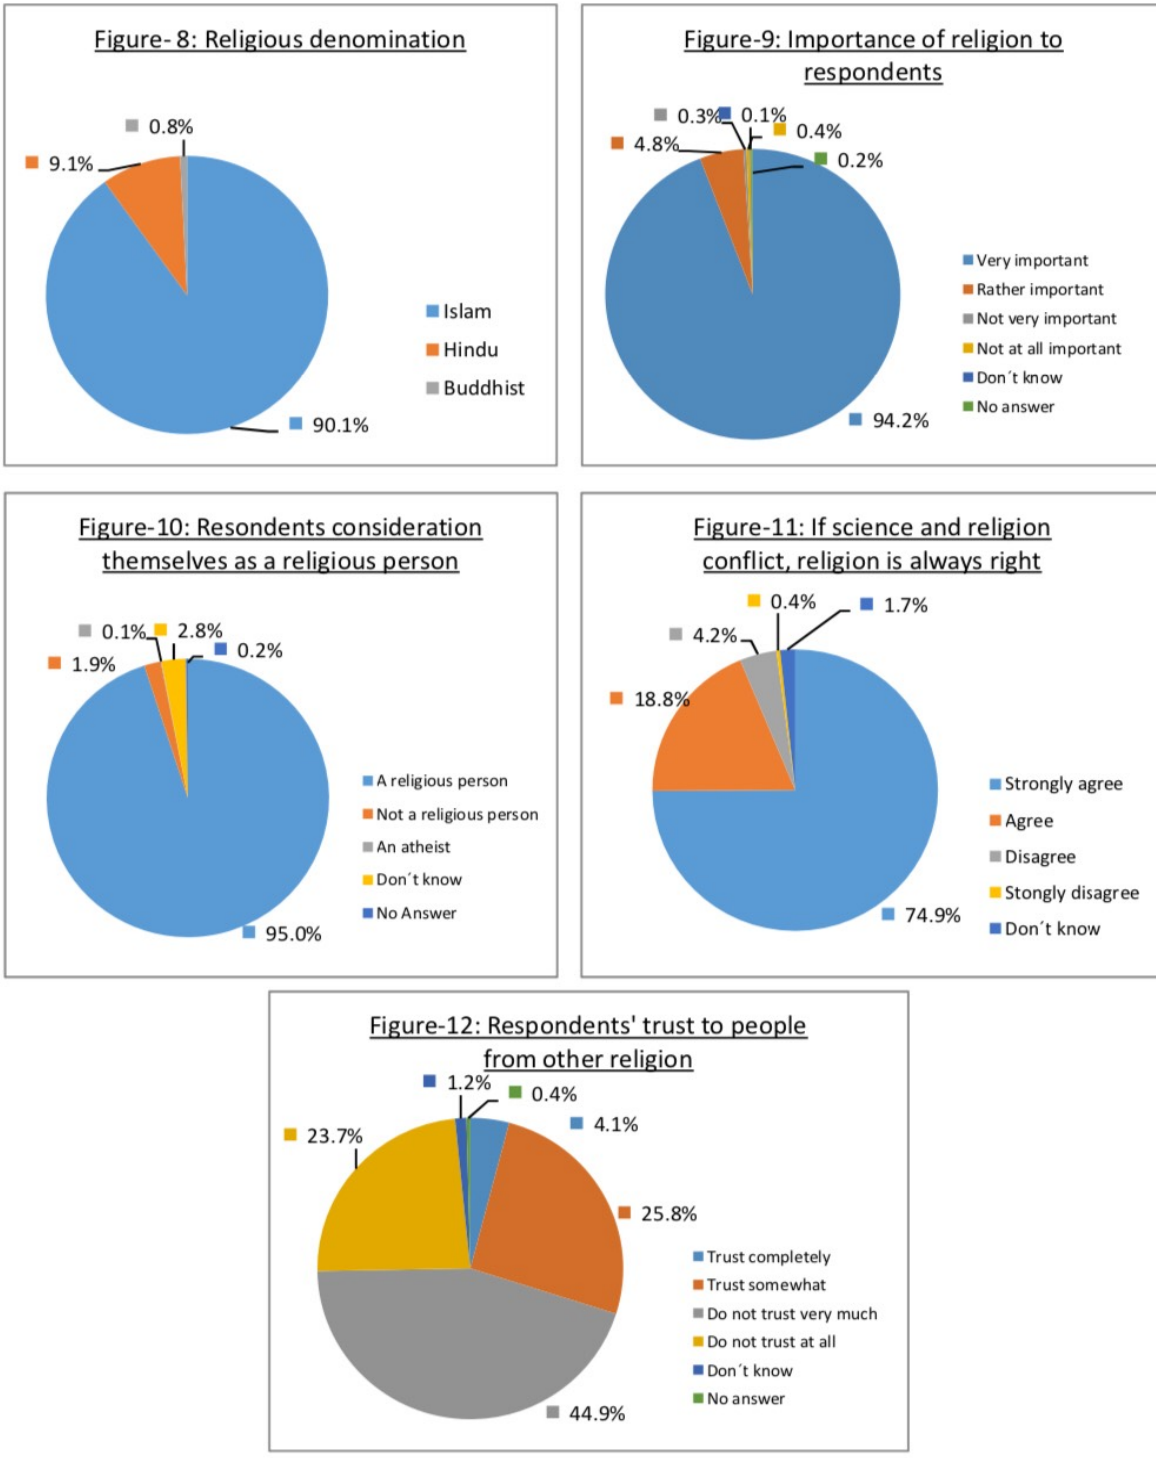 Figure- 8: Religious denomination
0.8%
9.1%
Islam
Hindu
Buddhist
90.1%
Figure-9: Importance of religion to
respondents
0.3%
0.1%
0.4%
4.8%
0.2%
Very important
Rather important
Not very important
Not at all important
Don´t know
No answer
94.2%
Figure-10: Resondents consideration
themselves as a religious person
0.1%
2.8%
0.2%
1.9%
A religious person
Not a religious person
An atheist
Don´t know
No Answer
95.0%
Figure-11: If science and religion
conflict, religion is always right
0.4%
1.7%
4.2%
18.8%
Strongly agree
Agree
Disagree
Stongly disagree
Don´t know
74.9%
Figure-12: Respondents' trust to people
from other religion
1.2%
0.4%
4.1%
23.7%
25.8%
Trust completely
Trust somewhat
Do not trust very much
Do not trust at all
Don´t know
No answer
44.9%